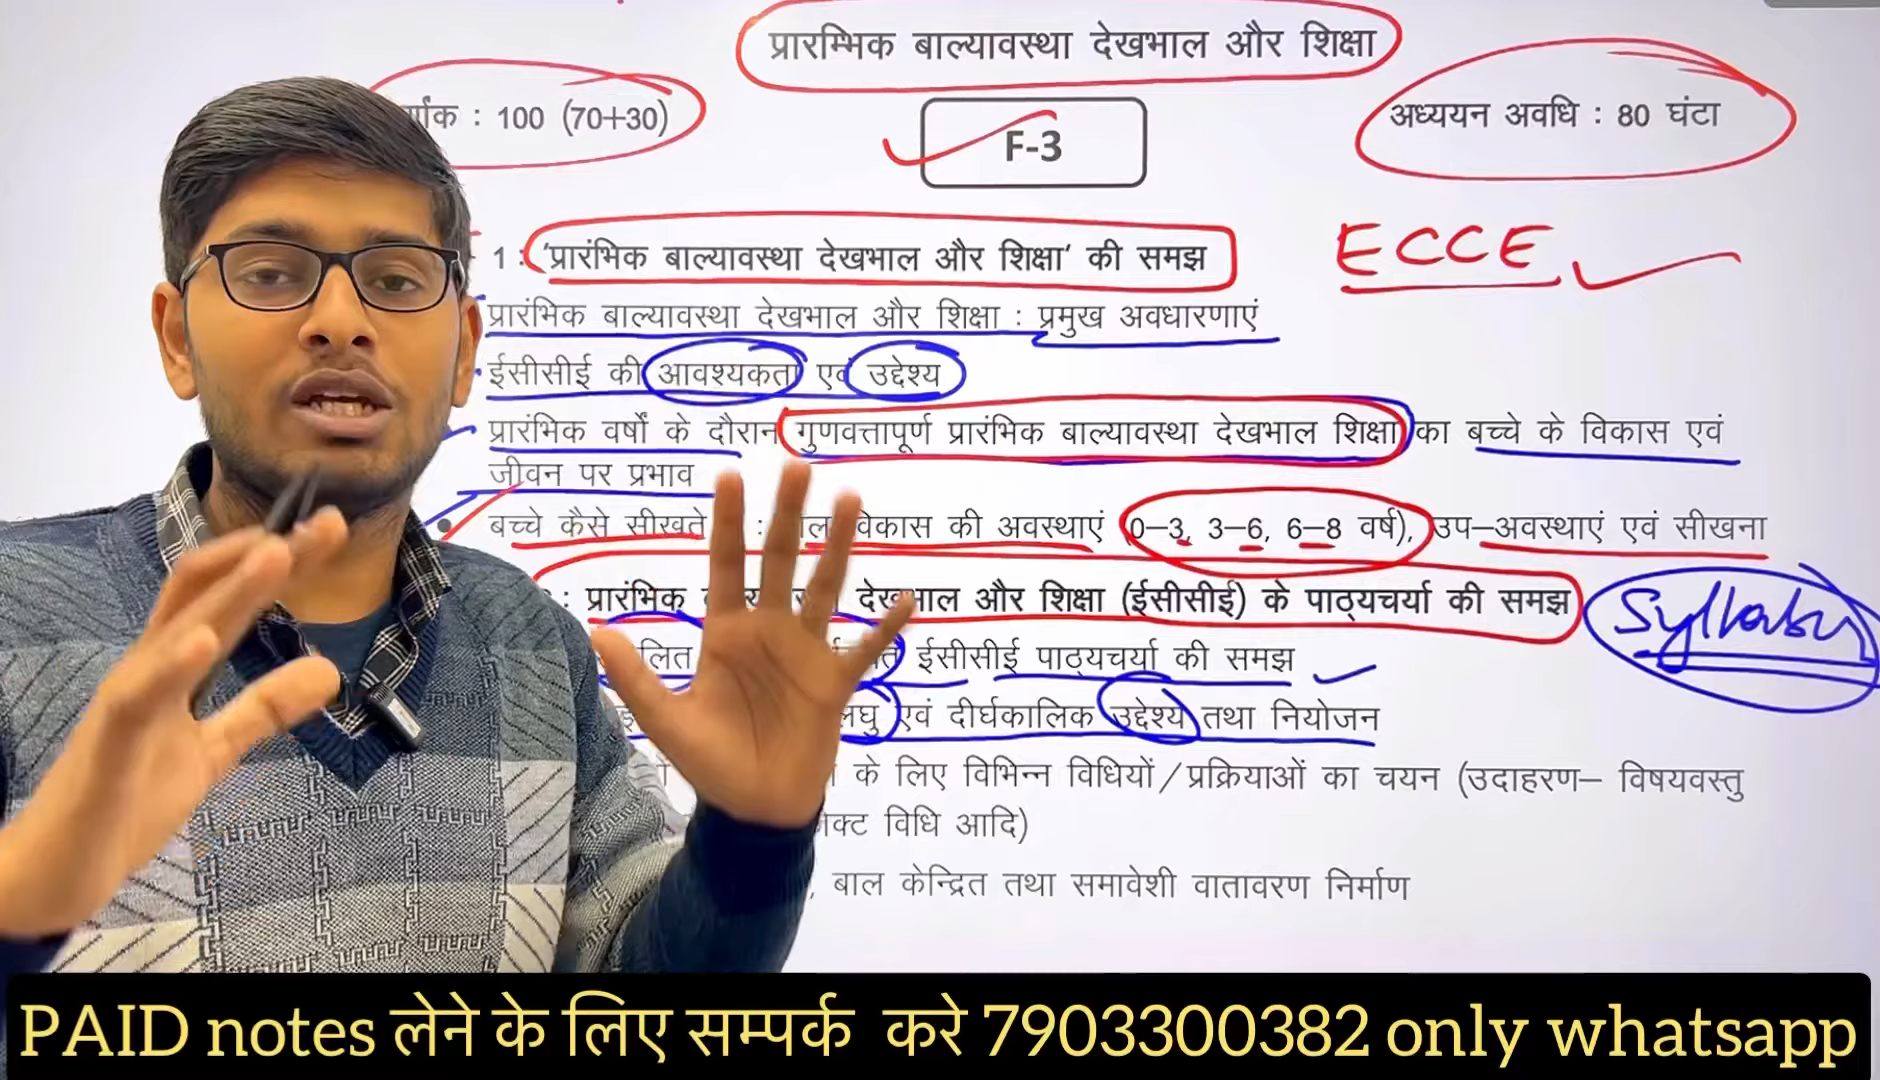 प्रारम्भिक बाल्यावस्था देखभाल और शिक्षा
: 100 (70+30)
F-3
अध्ययन अवधि : 80 घंटा
1 : 'प्रारंभिक बाल्यावस्था देखभाल और शिक्षा' की समझ
ECCE
प्रारंभिक बाल्यावस्था देखभाल और शिक्षा : प्रमुख अवधारणाएं
ईसीसीई की आवश्यकता एवं उद्देश्य
प्रारंभिक वर्षों के दौरान गुणवत्तापूर्ण प्रारंभिक बाल्यावस्था देखभाल शिक्षा का बच्चे के विकास एवं
जीवन पर प्रभाव
• बच्चे कैसे सीखते : विकास की अवस्थाएं (0–3, 3–6, 6–8 वर्ष), उप–अवस्थाएं एवं सीखना
: प्रारंभिक देखभाल और शिक्षा (ईसीसीई) के पाठ्यचर्या की समझ
Syllabus
ईसीसीई पाठ्यचर्या की समझ
लघु एवं दीर्घकालिक उद्देश्य तथा नियोजन
के लिए विभिन्न विधियों/प्रक्रियाओं का चयन (उदाहरण– विषयवस्तु
विधि आदि)
, बाल केन्द्रित तथा समावेशी वातावरण निर्माण
PAID notes लेने के लिए सम्पर्क करे 7903300382 only whatsapp